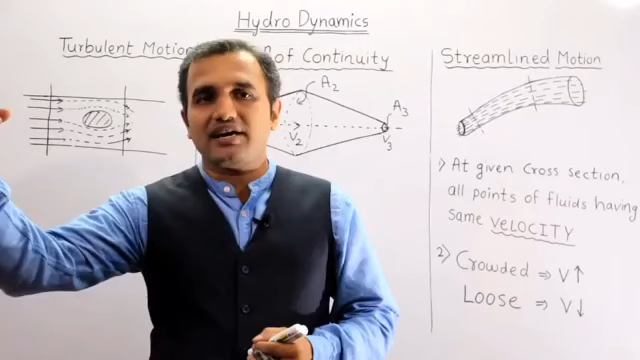 Hydro Dynamics
Turbulent Motion
of Continuity
Streamlined Motion
A2
V2
A3
V3
1) At given Cross section,
all points of fluids having
same VELOCITY
2) Crowded ⇒ V↑
Loose ⇒ V↓